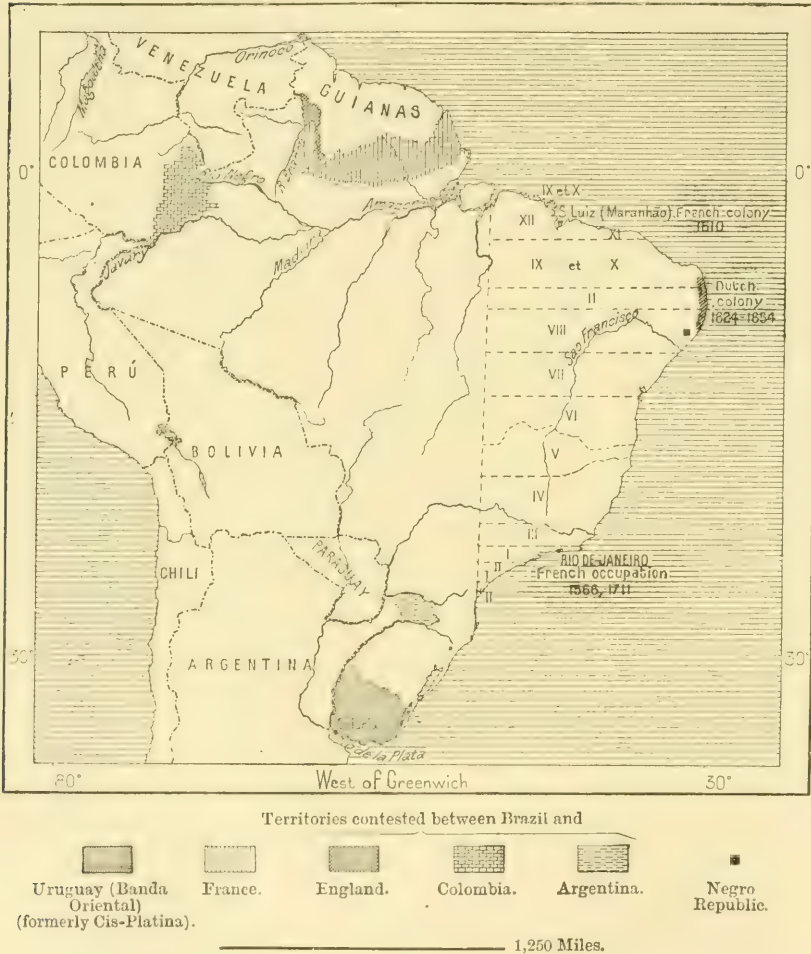 Orinoco
VENEZUELA
Magdalena
GUIANAS
0°
COLOMBIA
0°
Rio Negro
Amazonas
IX et X
S. Luiz (Maranhão) French colony
1610
XII
XI
Javary
Madeira
IX et X
II
Dutch
colony
1624-1654
VIII
São Francisco
VII
PERÚ
VI
BOLIVIA
V
IV
III
I
II
RIO DE JANEIRO
French occupation
1566, 1711
II
CHILI
PARAGUAY
30°
ARGENTINA
30°
Rio de la Plata
80°
West of Greenwich
30°
Territories contested between Brazil and
Uruguay (Banda
Oriental)
(formerly Cis-Platina).
France.
England.
Colombia.
Argentina.
Negro
Republic.
1,250 Miles.